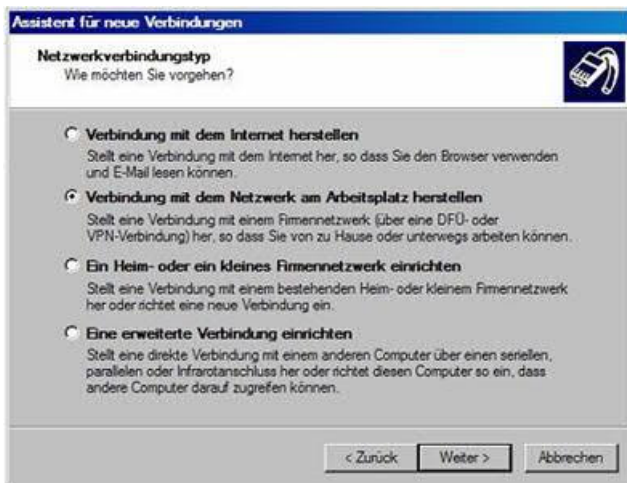 Assistent für neue Verbindungen
Netzwerkverbindungstyp
Wie möchten Sie vorgehen?
Verbindung mit dem Internet herstellen
Stellt eine Verbindung mit dem Internet her, so dass Sie den Browser verwenden
und E-Mail lesen können.
Verbindung mit dem Netzwerk am Arbeitsplatz herstellen
Stellt eine Verbindung mit einem Firmennetzwerk (über eine DFÜ- oder
VPN-Verbindung) her, so dass Sie von zu Hause oder unterwegs arbeiten können.
Ein Heim- oder ein kleines Firmennetzwerk einrichten
Stellt eine Verbindung mit einem bestehenden Heim- oder kleinem Firmennetzwerk
her oder richtet eine neue Verbindung ein.
Eine erweiterte Verbindung einrichten
Stellt eine direkte Verbindung mit einem anderen Computer über einen seriellen,
parallelen oder Infrarotanschluss her oder richtet diesen Computer so ein, dass
andere Computer darauf zugreifen können.
< Zurück Weiter > Abbrechen